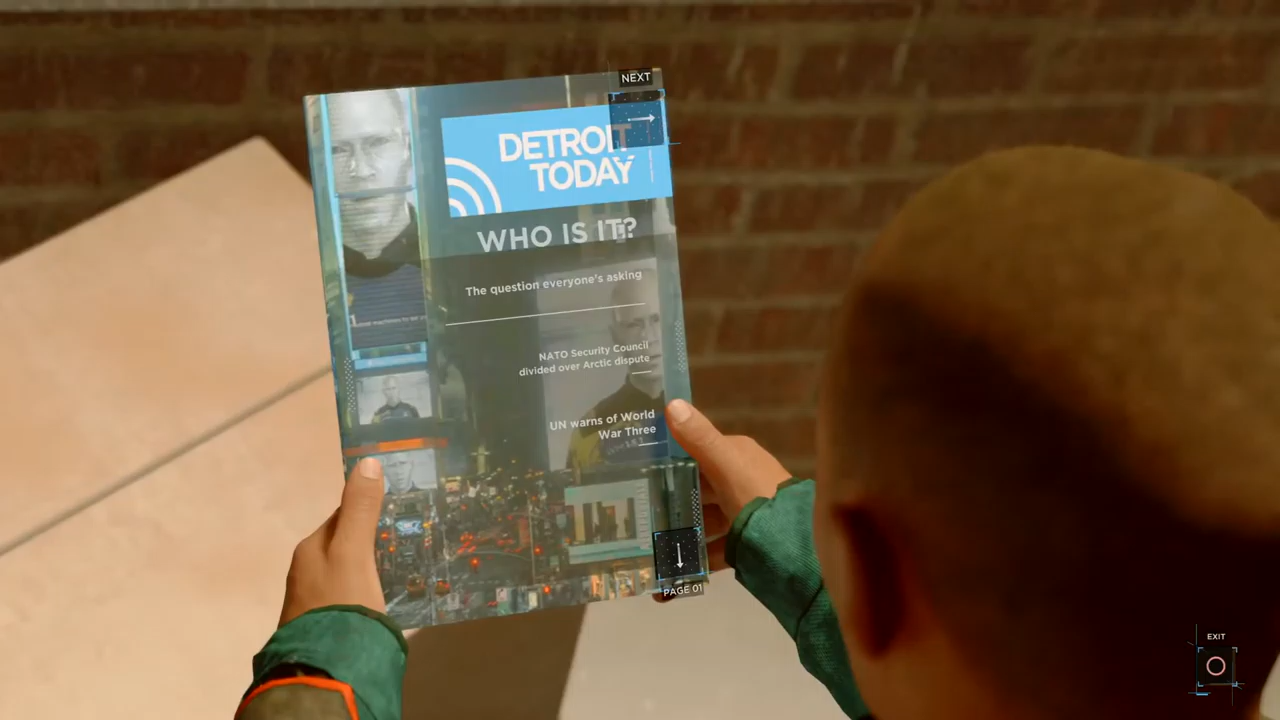 NEXT
DETROIT
TODAY
WHO IS IT?
The question everyone's asking
NATO Security Council
divided over Arctic dispute
UN warns of World
War Three
PAGE 01
EXIT